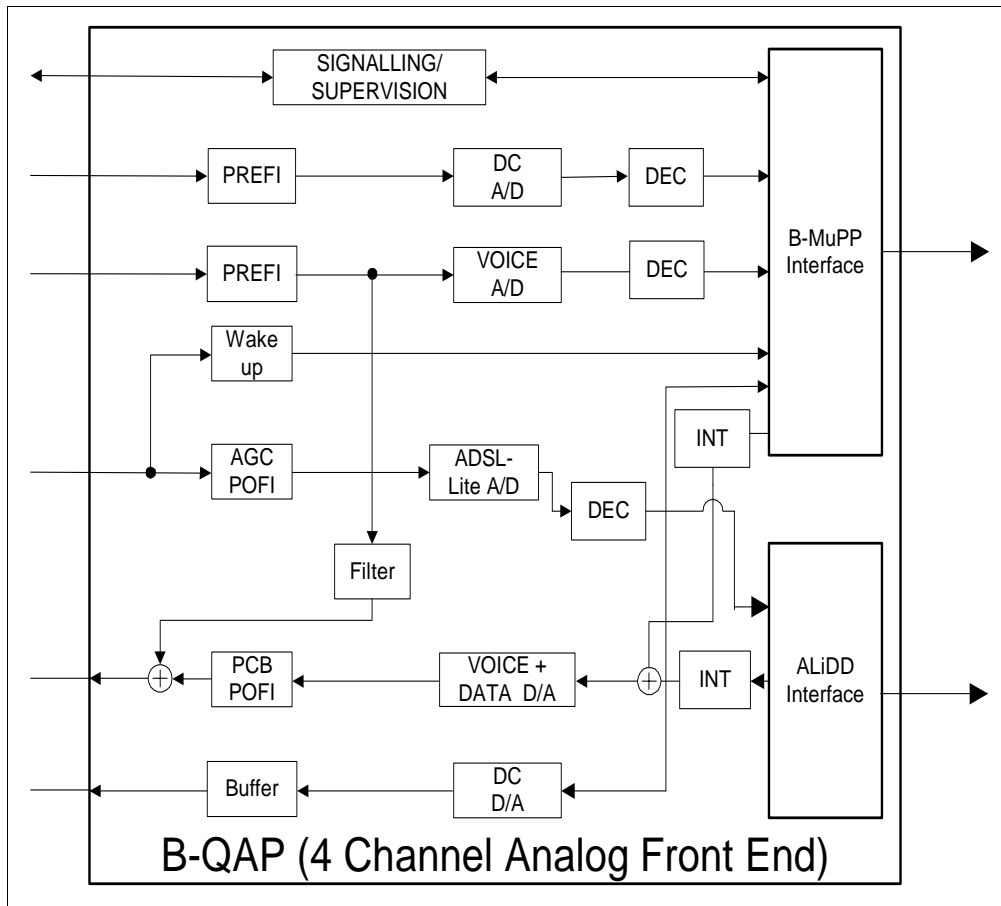 SIGNALLING/
SUPERVISION
PREFI
DC
A/D
DEC
PREFI
VOICE
A/D
DEC
B-MuPP
Interface
Wake
up
INT
AGC
POFI
ADSL-
Lite A/D
DEC
Filter
PCB
POFI
VOICE +
DATA D/A
INT
ALiDD
Interface
Buffer
DC
D/A
B-QAP (4 Channel Analog Front End)